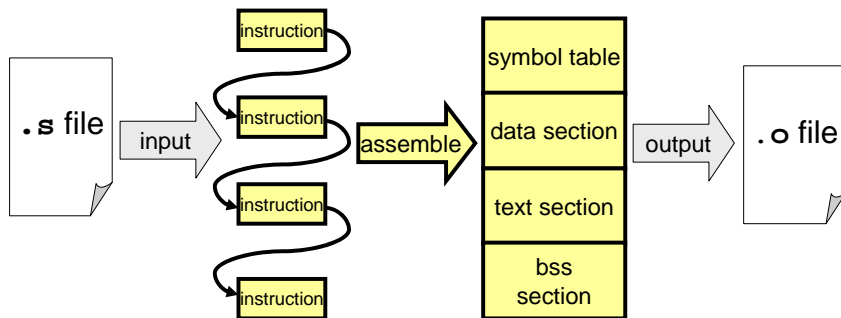 .s file
input
instruction
instruction
instruction
instruction
assemble
symbol table
data section
text section
bss
section
output
.o file